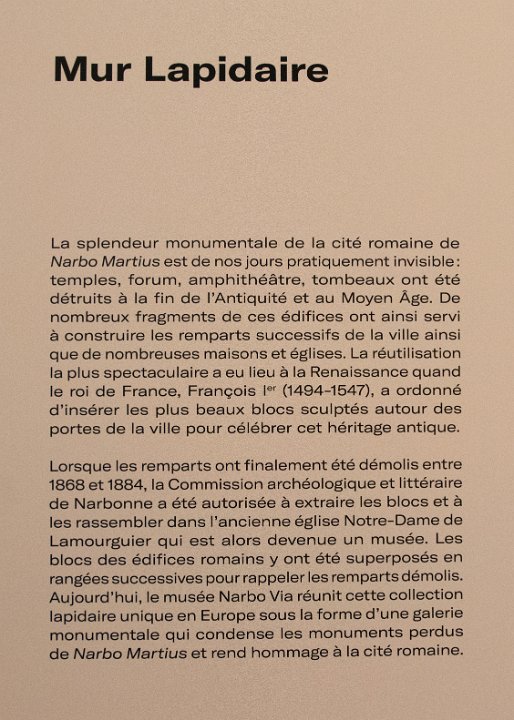 Mur Lapidaire
La splendeur monumentale de la cité romaine de
Narbo Martius est de nos jours pratiquement invisible :
temples, forum, amphithéâtre, tombeaux ont été
détruits à la fin de l'Antiquité et au Moyen Âge. De
nombreux fragments de ces édifices ont ainsi servi
à construire les remparts successifs de la ville ainsi
que de nombreuses maisons et églises. La réutilisation
la plus spectaculaire a eu lieu à la Renaissance quand
le roi de France, François Ier (1494-1547), a ordonné
d'insérer les plus beaux blocs sculptés autour des
portes de la ville pour célébrer cet héritage antique.
Lorsque les remparts ont finalement été démolis entre
1868 et 1884, la Commission archéologique et littéraire
de Narbonne a été autorisée à extraire les blocs et à
les rassembler dans l'ancienne église Notre-Dame de
Lamourguier qui est alors devenue un musée. Les
blocs des édifices romains y ont été superposés en
rangées successives pour rappeler les remparts démolis.
Aujourd'hui, le musée Narbo Via réunit cette collection
lapidaire unique en Europe sous la forme d'une galerie
monumentale qui condense les monuments perdus
de Narbo Martius et rend hommage à la cité romaine.